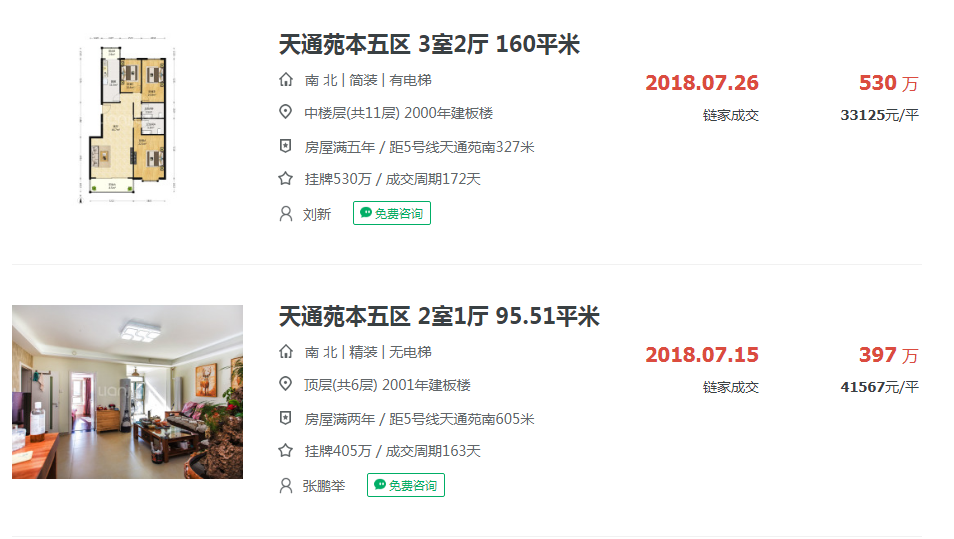 天通苑本五区 3室2厅 160平米
南 北 | 简装 | 有电梯
2018.07.26
530 万
中楼层(共11层) 2000年建板楼
链家成交
33125元/平
房屋满五年 / 距5号线天通苑南327米
挂牌530万 / 成交周期172天
刘新
免费咨询
天通苑本五区 2室1厅 95.51平米
南 北 | 精装 | 无电梯
2018.07.15
397 万
顶层(共6层) 2001年建板楼
链家成交
41567元/平
房屋满两年 / 距5号线天通苑南605米
挂牌405万 / 成交周期163天
张鹏举
免费咨询